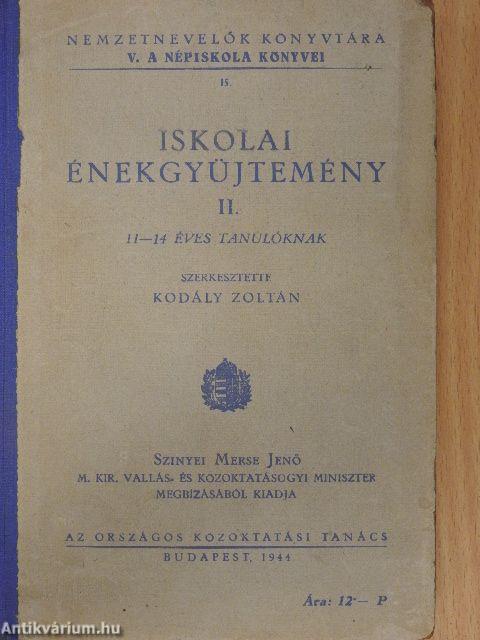 NEMZETNEVELŐK KÖNYVTÁRA
V. A NÉPISKOLA KÖNYVEI
15.
ISKOLAI
ÉNEKGYÜJTEMÉNY
II.
11—14 ÉVES TANULÓKNAK
SZERKESZTETTE
KODÁLY ZOLTÁN
SZINYEI MERSE JENŐ
M. KIR. VALLÁS- ÉS KÖZOKTATÁSÜGYI MINISZTER
MEGBÍZÁSÁBÓL KIADJA
AZ ORSZÁGOS KÖZOKTATÁSI TANÁCS
BUDAPEST, 1944
Ára: 12·— P
Antikvárium.hu